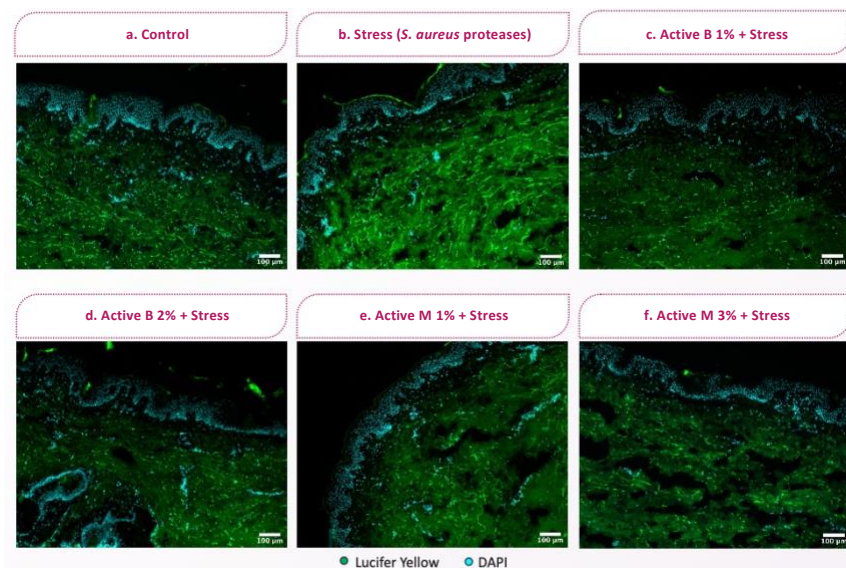 a. Control
b. Stress (S. aureus proteases)
c. Active B 1% + Stress
100 µm
100 µm
100 µm
d. Active B 2% + Stress
e. Active M 1% + Stress
f. Active M 3% + Stress
100 µm
100 µm
100 µm
Lucifer Yellow
DAPI